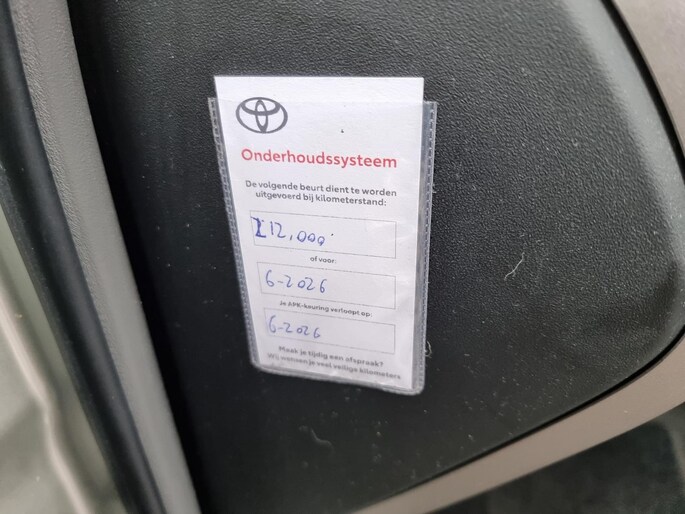 Onderhoudssysteem
De volgende beurt dient te worden
uitgevoerd bij kilometerstand:
112,000
of voor:
6-2026
Je APK-keuring verloopt op:
6-2026
Maak je tijdig een afspraak?
Wij wensen je veel veilige kilometers